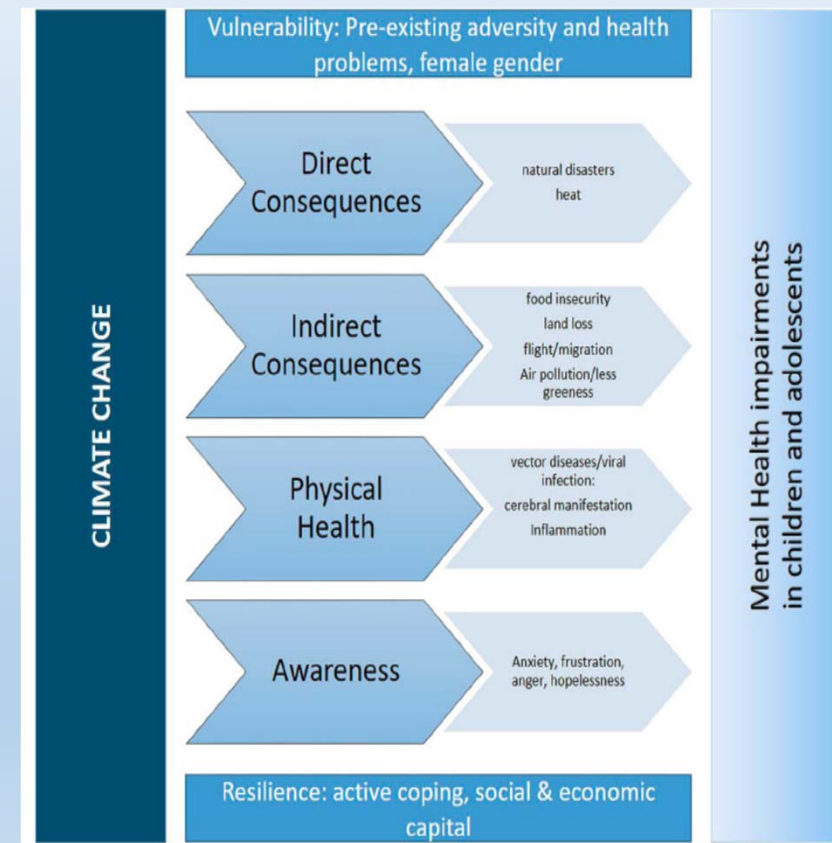 Vulnerability: Pre-existing adversity and health
problems, female gender
CLIMATE CHANGE
Direct
Consequences
natural disasters
heat
Indirect
Consequences
food insecurity
land loss
flight/migration
Air pollution/less
greeness
Physical
Health
vector diseases/viral
infection:
cerebral manifestation
Inflammation
Awareness
Anxiety, frustration,
anger, hopelessness
Mental Health impairments
in children and adolescents
Resilience: active coping, social & economic
capital